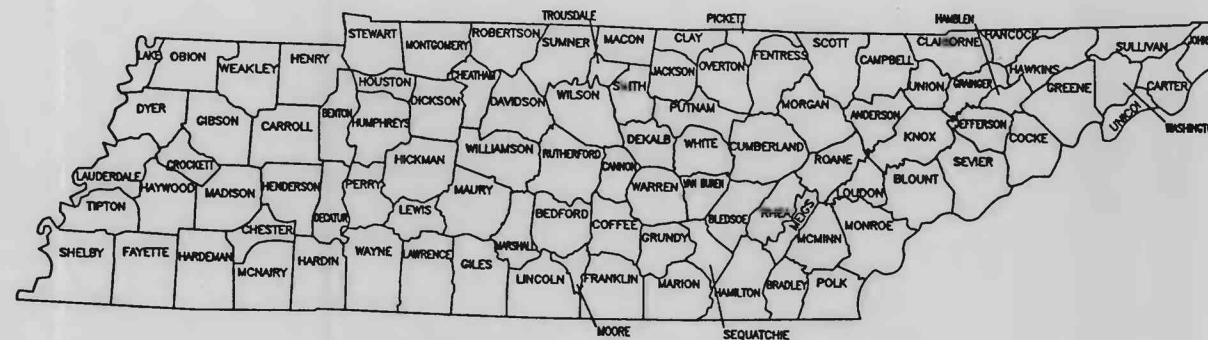 TROUSDALE
PICKETT
HAMBLEN
STEWART
MONTGOMERY
ROBERTSON
SUMNER
MACON
CLAY
SCOTT
CLAIBORNE
HANCOCK
SULLIVAN
LAKE
OBION
WEAKLEY
HENRY
HOUSTON
CHEATHAM
SMITH
JACKSON
OVERTON
FENTRESS
CAMPBELL
UNION
GRAINGER
HAWKINS
GREENE
CARTER
UNICOI
DYER
GIBSON
CARROLL
BENTON
HUMPHREYS
DICKSON
DAVIDSON
WILSON
PUTNAM
MORGAN
ANDERSON
KNOX
JEFFERSON
COCKE
LAUDERDALE
CROCKETT
HAYWOOD
MADISON
HENDERSON
DECATUR
PERRY
HICKMAN
WILLIAMSON
RUTHERFORD
CANNON
DEKALB
WHITE
CUMBERLAND
ROANE
LOUDON
BLOUNT
SEVIER
TIPTON
CHESTER
LEWIS
MAURY
BEDFORD
COFFEE
WARREN
VAN BUREN
BLEDSOE
RHEA
MEIGS
MCMINN
MONROE
SHELBY
FAYETTE
HARDEMAN
MCNAIRY
HARDIN
WAYNE
LAWRENCE
GILES
MARSHALL
LINCOLN
FRANKLIN
GRUNDY
MARION
HAMILTON
BRADLEY
POLK
MOORE
SEQUATCHIE